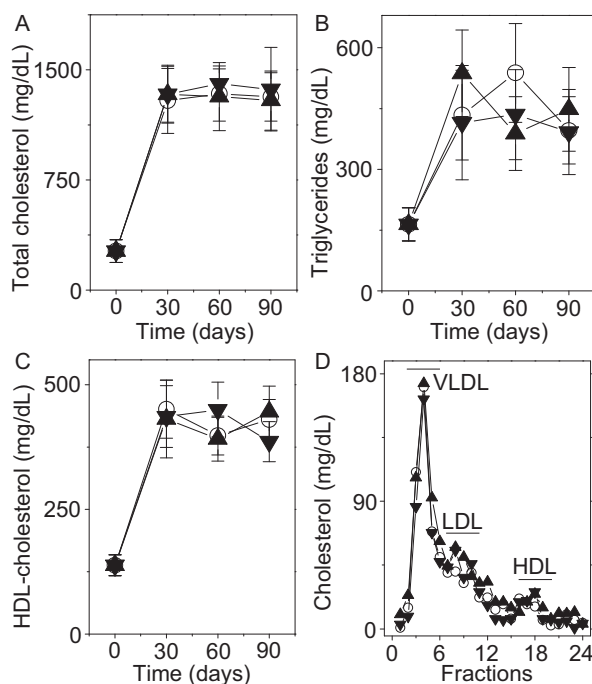 A
Total cholesterol (mg/dL)
1500
750
0
0 30 60 90
Time (days)
B
Triglycerides (mg/dL)
600
300
0
0 30 60 90
Time (days)
C
HDL-cholesterol (mg/dL)
500
250
0
0 30 60 90
Time (days)
D
Cholesterol (mg/dL)
180
90
0
VLDL
LDL
HDL
0 6 12 18 24
Fractions